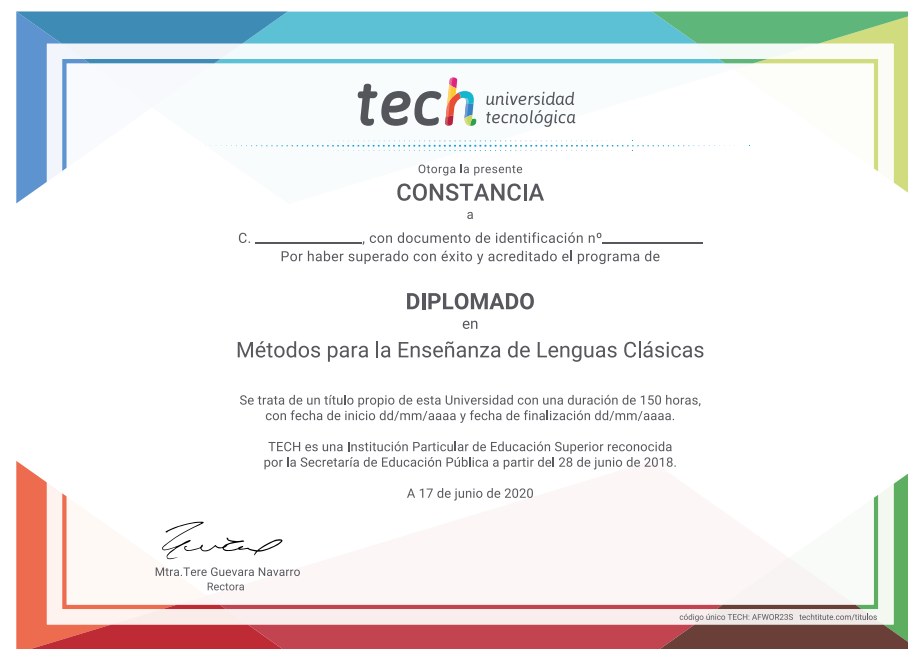 tech universidad
tecnológica
Otorga la presente
CONSTANCIA
a
C. ____________, con documento de identificación nº____________
Por haber superado con éxito y acreditado el programa de
DIPLOMADO
en
Métodos para la Enseñanza de Lenguas Clásicas
Se trata de un título propio de esta Universidad con una duración de 150 horas,
con fecha de inicio dd/mm/aaaa y fecha de finalización dd/mm/aaaa.
TECH es una Institución Particular de Educación Superior reconocida
por la Secretaría de Educación Pública a partir del 28 de junio de 2018.
A 17 de junio de 2020
Mtra.Tere Guevara Navarro
Rectora
código único TECH: AFWOR23S techtitute.com/titulos